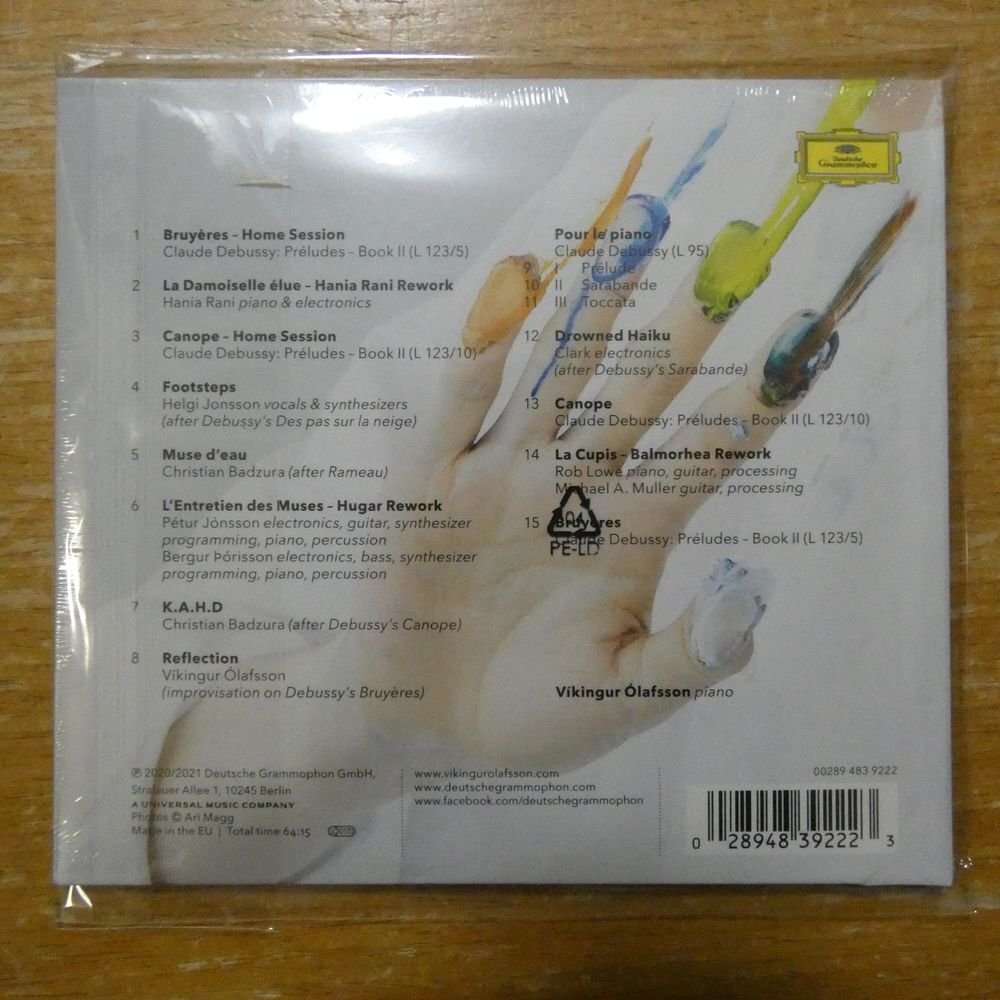 Deutsche
Grammophon
1 Bruyères – Home Session
Claude Debussy: Préludes – Book II (L 123/5)
2 La Damoiselle élue – Hania Rani Rework
Hania Rani piano & electronics
3 Canope – Home Session
Claude Debussy: Préludes – Book II (L 123/10)
4 Footsteps
Helgi Jonsson vocals & synthesizers
(after Debussy's Des pas sur la neige)
5 Muse d'eau
Christian Badzura (after Rameau)
6 L'Entretien des Muses – Hugar Rework
Pétur Jónsson electronics, guitar, synthesizer
programming, piano, percussion
Bergur Þórisson electronics, bass, synthesizer
programming, piano, percussion
7 K.A.H.D
Christian Badzura (after Debussy's Canope)
8 Reflection
Víkingur Ólafsson
(improvisation on Debussy's Bruyères)
Pour le piano
Claude Debussy (L 95)
9 I Prélude
10 II Sarabande
11 III Toccata
12 Drowned Haiku
Clark electronics
(after Debussy's Sarabande)
13 Canope
Claude Debussy: Préludes – Book II (L 123/10)
14 La Cupis – Balmorhea Rework
Rob Lowe piano, guitar, processing
Michael A. Muller guitar, processing
15 Bruyères
Claude Debussy: Préludes – Book II (L 123/5)
04
PE-LD
Víkingur Ólafsson piano
℗ 2020/2021 Deutsche Grammophon GmbH,
Stralauer Allee 1, 10245 Berlin
A UNIVERSAL MUSIC COMPANY
Photos © Ari Magg
Made in the EU | Total time 64:15
www.vikingurolafsson.com
www.deutschegrammophon.com
www.facebook.com/deutschegrammophon
00289 483 9222
0 28948 39222 3